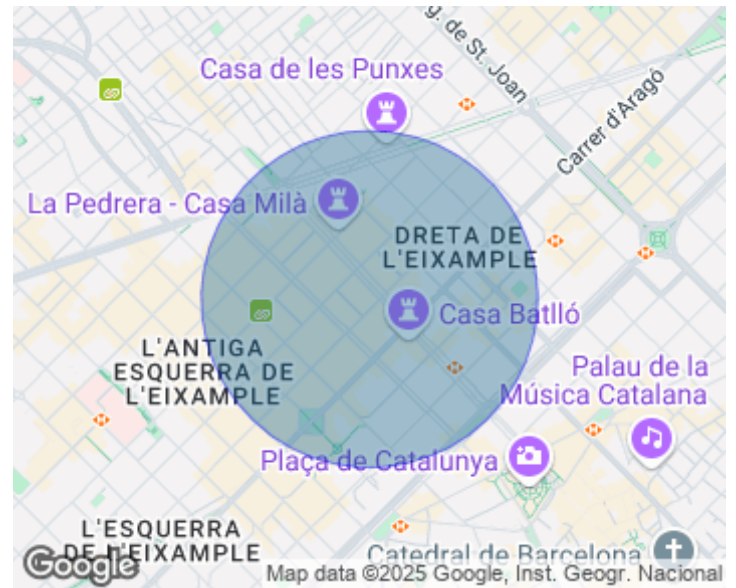 g. de St. Joan
Casa de les Punxes
Carrer d'Aragó
La Pedrera - Casa Milà
DRETA DE
L'EIXAMPLE
Casa Batlló
L'ANTIGA
ESQUERRA DE
L'EIXAMPLE
Palau de la
Música Catalana
Plaça de Catalunya
L'ESQUERRA
DE L'EIXAMPLE
Catedral de Barcelona
Google
Map data ©2025 Google, Inst. Geogr. Nacional